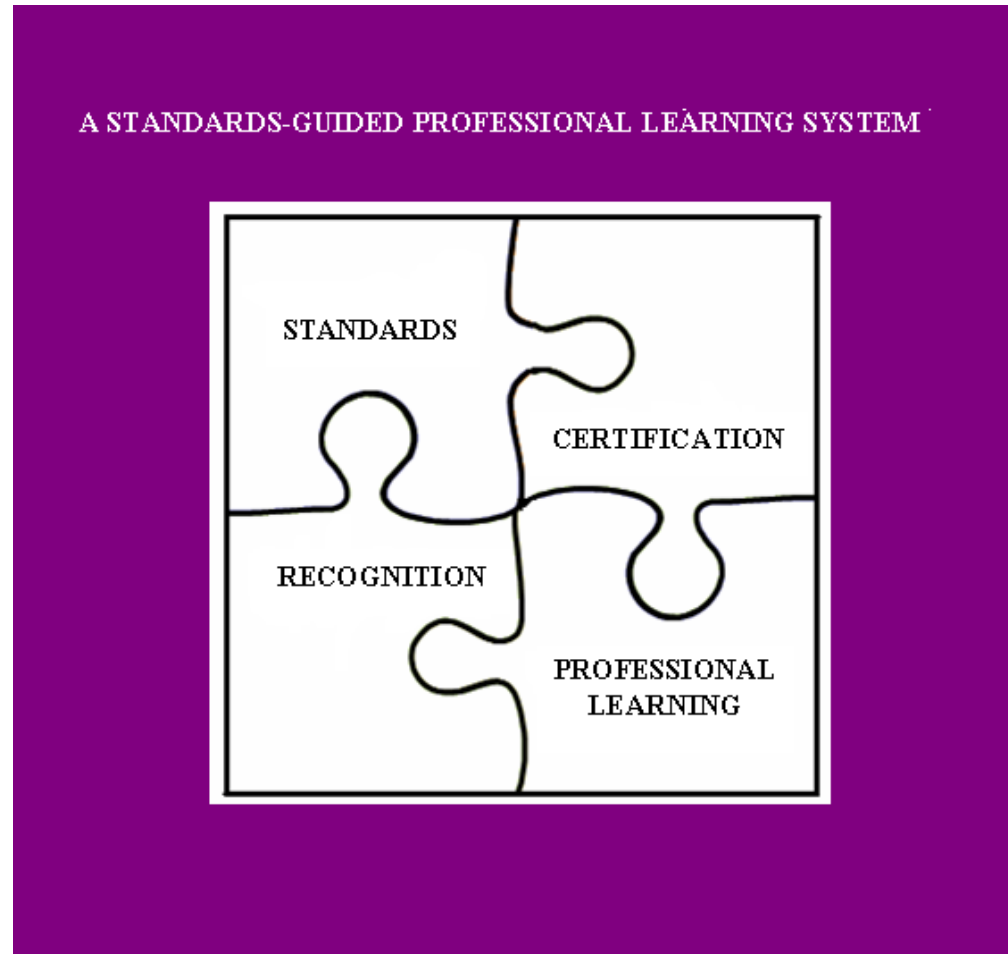 A STANDARDS-GUIDED PROFESSIONAL LEARNING SYSTEM
STANDARDS
CERTIFICATION
RECOGNITION
PROFESSIONAL
LEARNING